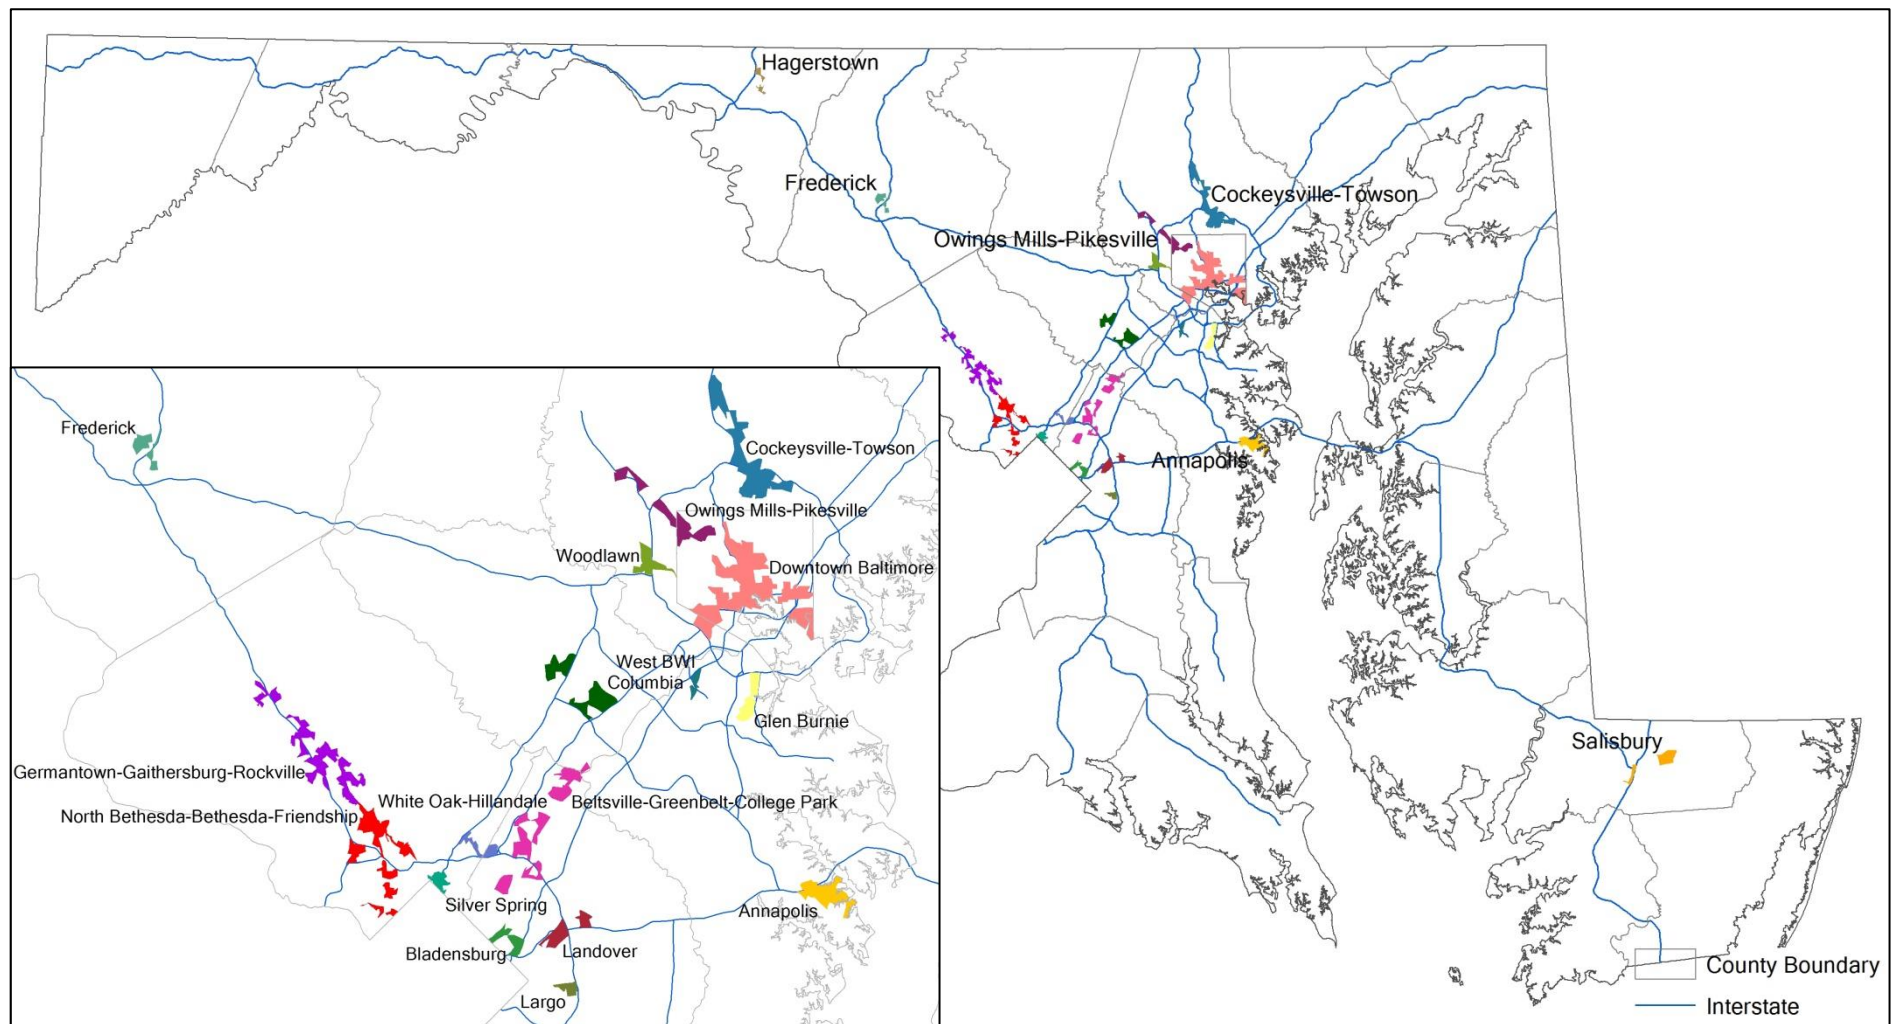 Hagerstown
Frederick
Cockeysville-Towson
Owings Mills-Pikesville
Annapolis
Salisbury
County Boundary
Interstate
Frederick
Cockeysville-Towson
Owings Mills-Pikesville
Woodlawn
Downtown Baltimore
West BWI
Columbia
Glen Burnie
Germantown-Gaithersburg-Rockville
White Oak-Hillandale
Beltsville-Greenbelt-College Park
North Bethesda-Bethesda-Friendship
Silver Spring
Annapolis
Bladensburg
Landover
Largo